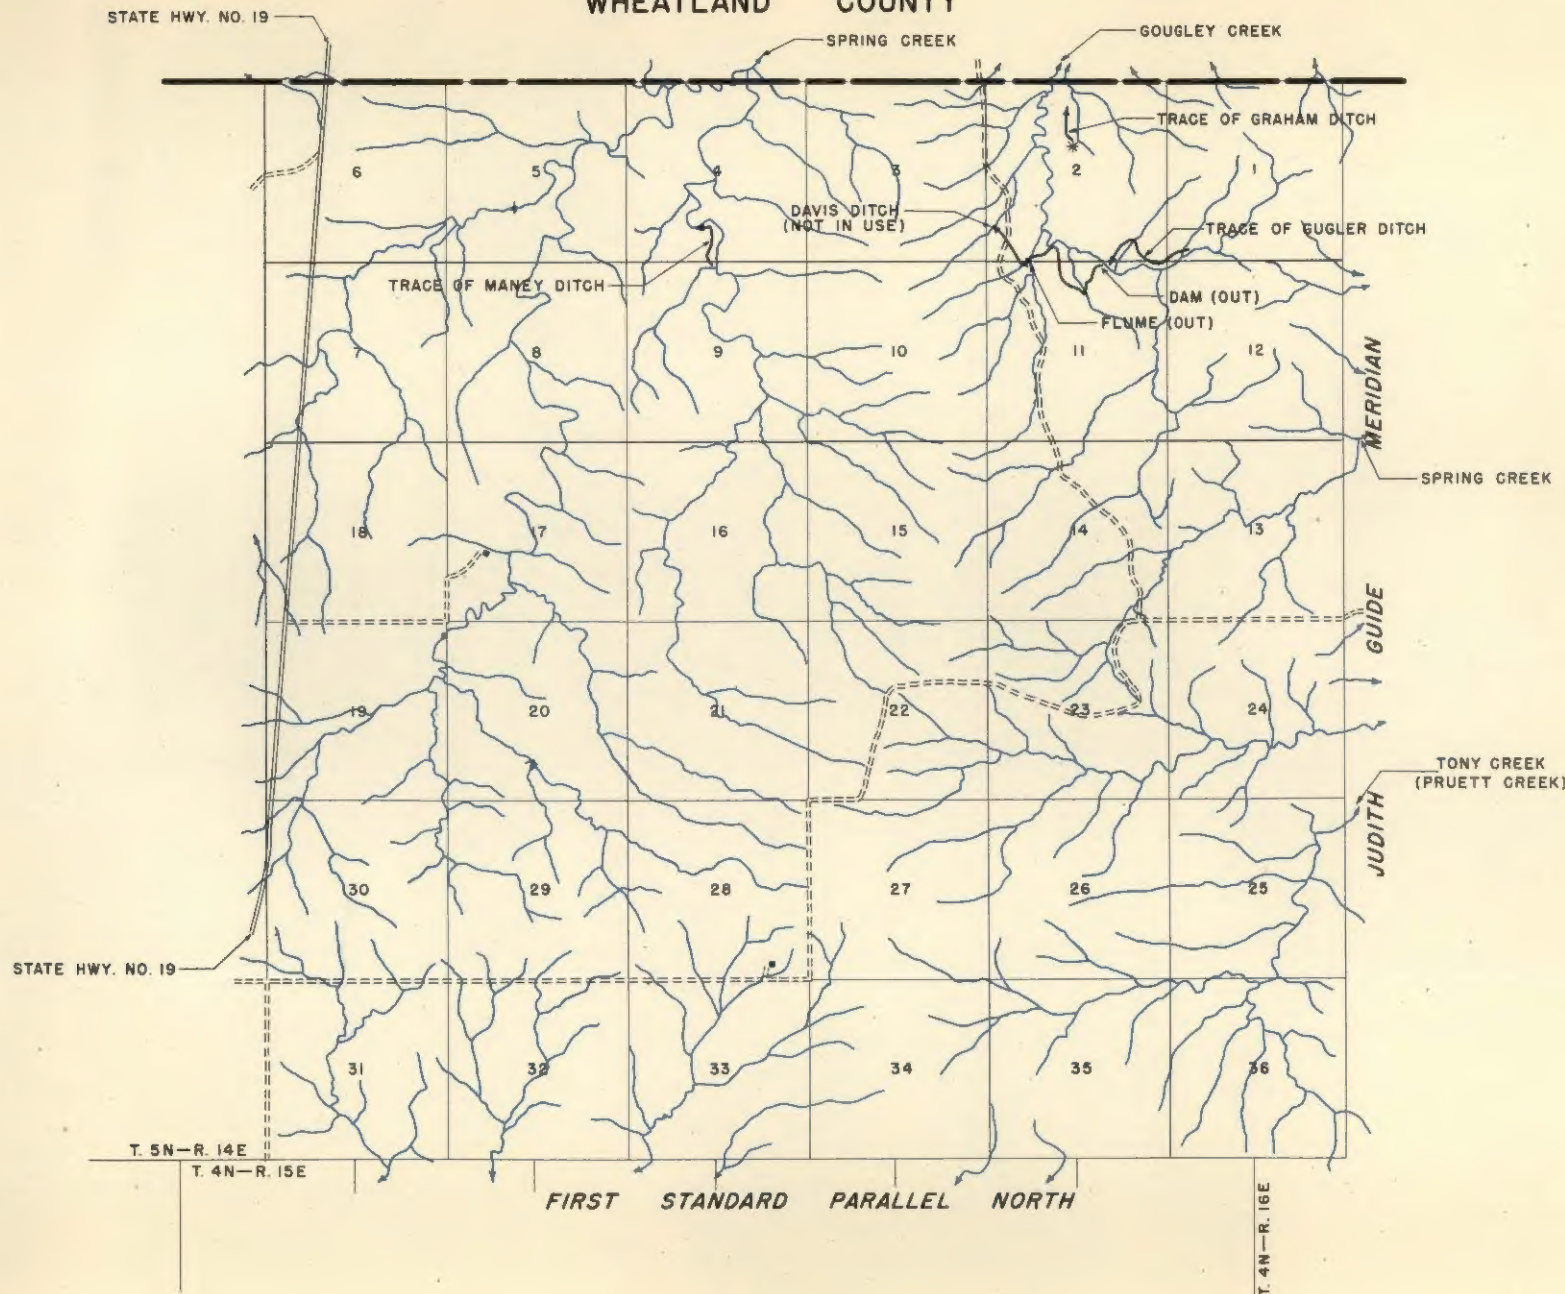 WHEATLAND COUNTY
STATE HWY. NO. 19
SPRING CREEK
GOUGLEY CREEK
TRACE OF GRAHAM DITCH
6
5
4
3
2
1
DAVIS DITCH
(NOT IN USE)
TRACE OF GUGLER DITCH
TRACE OF MANEY DITCH
DAM (OUT)
FLUME (OUT)
7
8
9
10
11
12
MERIDIAN
SPRING CREEK
18
17
16
15
14
13
GUIDE
19
20
21
22
23
24
TONY CREEK
(PRUETT CREEK)
JUDITH
30
29
28
27
26
25
STATE HWY. NO. 19
31
32
33
34
35
36
T. 5N—R. 14E
T. 4N—R. 15E
FIRST STANDARD PARALLEL NORTH
T. 4N—R. 16E